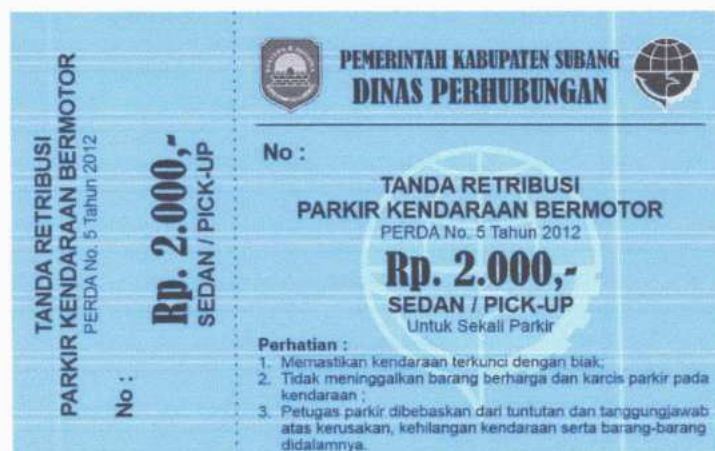 TANDA RETRIBUSI
PARKIR KENDARAAN BERMOTOR
PERDA No. 5 Tahun 2012
Rp. 2.000,-
SEDAN / PICK-UP
No :
PEMERINTAH KABUPATEN SUBANG
DINAS PERHUBUNGAN
No :
TANDA RETRIBUSI
PARKIR KENDARAAN BERMOTOR
PERDA No. 5 Tahun 2012
Rp. 2.000,-
SEDAN / PICK-UP
Untuk Sekali Parkir
Perhatian :
1. Memastikan kendaraan terkunci dengan biak;
2. Tidak meninggalkan barang berharga dan karcis parkir pada
kendaraan ;
3. Petugas parkir dibebaskan dari tuntutan dan tanggungjawab
atas kerusakan, kehilangan kendaraan serta barang-barang
didalamnya.